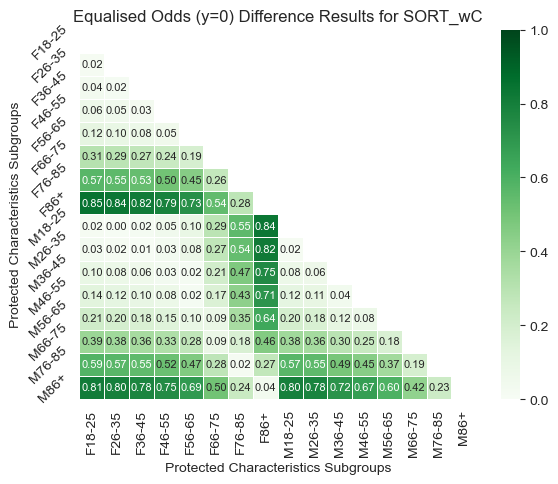 Equalised Odds (y=0) Difference Results for SORT_wC
Protected Characteristics Subgroups
F18-25
F26-35 0.02
F36-45 0.04 0.02
F46-55 0.06 0.05 0.03
F56-65 0.12 0.10 0.08 0.05
F66-75 0.31 0.29 0.27 0.24 0.19
F76-85 0.57 0.55 0.53 0.50 0.45 0.26
F86+ 0.85 0.84 0.82 0.79 0.73 0.54 0.28
M18-25 0.02 0.00 0.02 0.05 0.10 0.29 0.55 0.84
M26-35 0.03 0.02 0.01 0.03 0.08 0.27 0.54 0.82 0.02
M36-45 0.10 0.08 0.06 0.03 0.02 0.21 0.47 0.75 0.08 0.06
M46-55 0.14 0.12 0.10 0.08 0.02 0.17 0.43 0.71 0.12 0.11 0.04
M56-65 0.21 0.20 0.18 0.15 0.10 0.09 0.35 0.64 0.20 0.18 0.12 0.08
M66-75 0.39 0.38 0.36 0.33 0.28 0.09 0.18 0.46 0.38 0.36 0.30 0.25 0.18
M76-85 0.59 0.57 0.55 0.52 0.47 0.28 0.02 0.27 0.57 0.55 0.49 0.45 0.37 0.19
M86+ 0.81 0.80 0.78 0.75 0.69 0.50 0.24 0.04 0.80 0.78 0.72 0.67 0.60 0.42 0.23
F18-25 F26-35 F36-45 F46-55 F56-65 F66-75 F76-85 F86+ M18-25 M26-35 M36-45 M46-55 M56-65 M66-75 M76-85 M86+
Protected Characteristics Subgroups
1.0
0.8
0.6
0.4
0.2
0.0